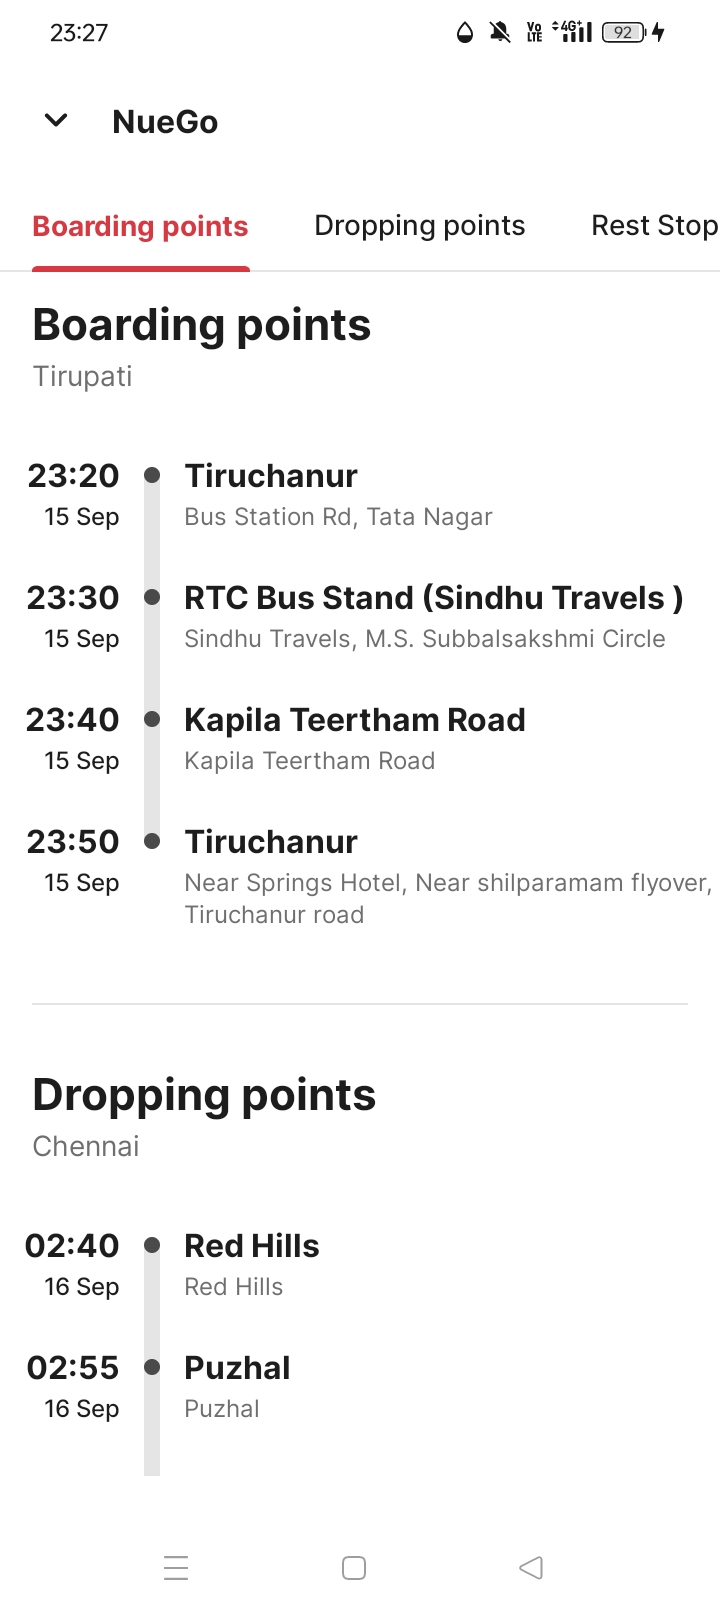 23:27
Vo LTE 4G+ 92
NueGo
Boarding points Dropping points Rest Stop
Boarding points
Tirupati
23:20 Tiruchanur
15 Sep Bus Station Rd, Tata Nagar
23:30 RTC Bus Stand (Sindhu Travels )
15 Sep Sindhu Travels, M.S. Subbalsakshmi Circle
23:40 Kapila Teertham Road
15 Sep Kapila Teertham Road
23:50 Tiruchanur
15 Sep Near Springs Hotel, Near shilparamam flyover,
Tiruchanur road
Dropping points
Chennai
02:40 Red Hills
16 Sep Red Hills
02:55 Puzhal
16 Sep Puzhal